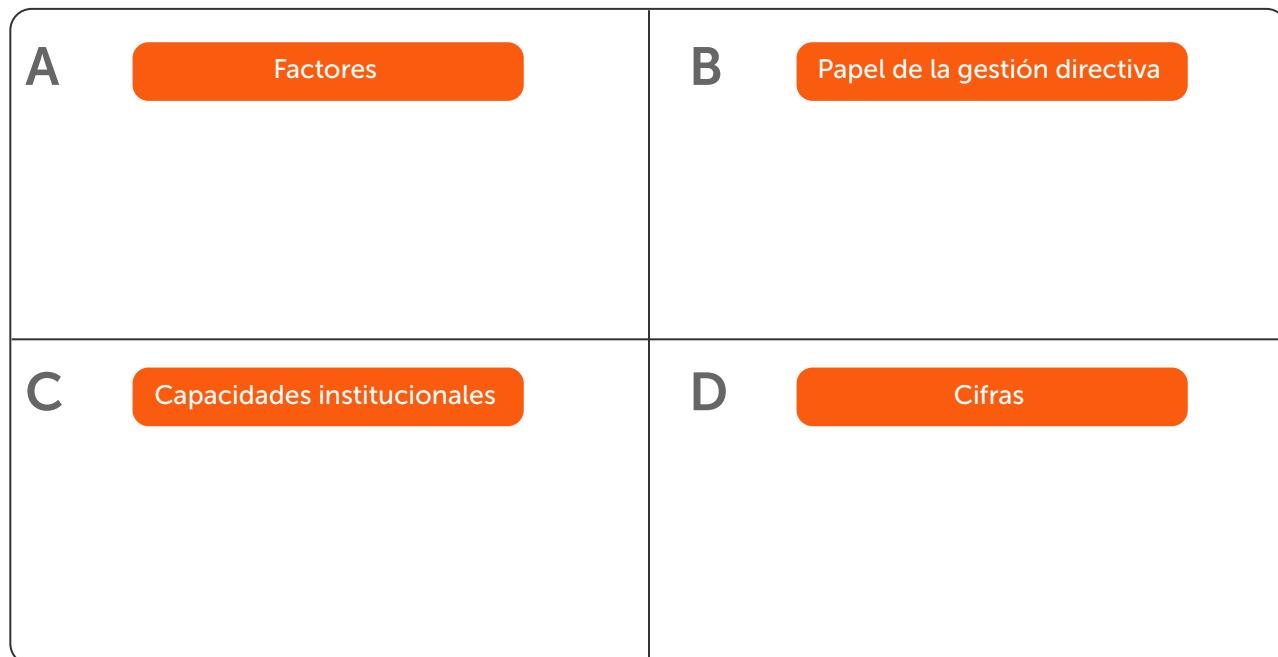 A
Factores
B
Papel de la gestión directiva
C
Capacidades institucionales
D
Cifras